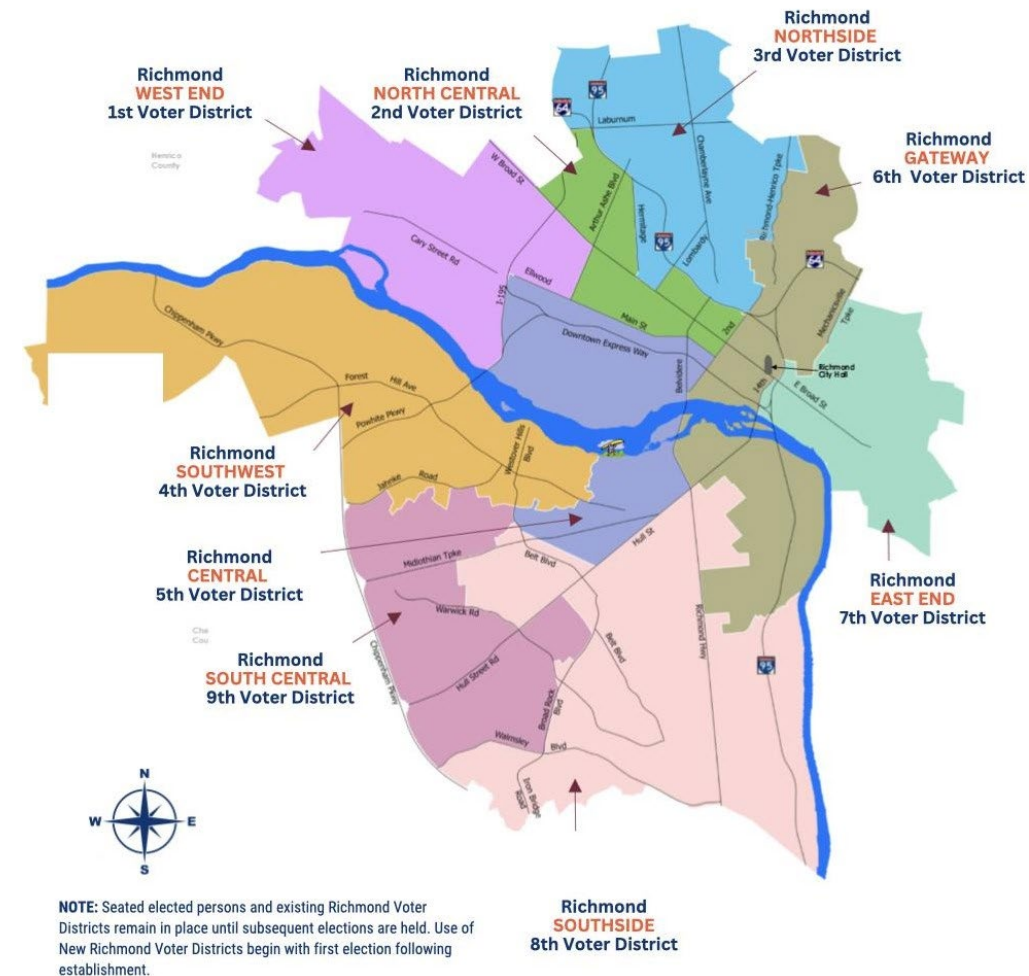 Richmond
NORTHSIDE
3rd Voter District
Richmond
WEST END
1st Voter District
Richmond
NORTH CENTRAL
2nd Voter District
Richmond
GATEWAY
6th Voter District
Henrico
County
95
64
Laburnum
W Broad St
Arthur Ashe Blvd
Chamberlayne Ave
Richmond-Henrico Tpke
Hermitage
95
Lombardy
64
Cary Street Rd
Ellwood
I-195
Main St
2nd
Mechanicsville
Tpke
Chippenham Pkwy
Downtown Express Way
Belvidere
14th
Richmond
City Hall
E Broad St
Forest
Hill Ave
Powhite Pkwy
Westover Hills
Blvd
Jahnke
Road
Richmond
SOUTHWEST
4th Voter District
Richmond
CENTRAL
5th Voter District
Midlothian Tpke
Belt Blvd
Hull St
Richmond
EAST END
7th Voter District
Che
Cou
Warwick Rd
Belt Blvd
Richmond Hwy
95
Chippenham Pkwy
Hull Street Rd
Richmond
SOUTH CENTRAL
9th Voter District
Broad Rock
Blvd
Walmsley
Blvd
Iron Bridge
Road
N
W
E
S
Richmond
SOUTHSIDE
8th Voter District
NOTE: Seated elected persons and existing Richmond Voter
Districts remain in place until subsequent elections are held. Use of
New Richmond Voter Districts begin with first election following
establishment.